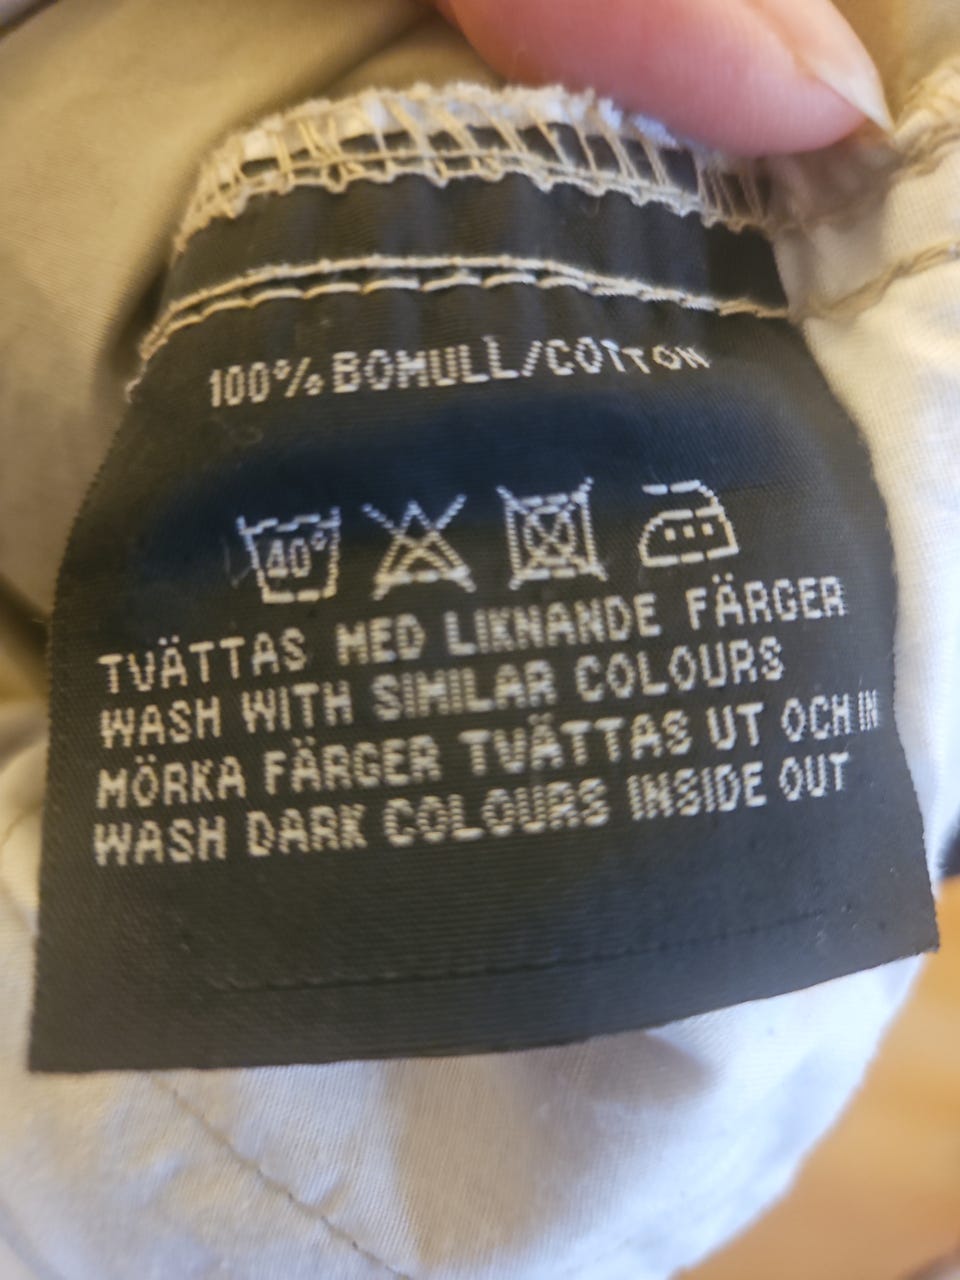 100% BOMULL/COTTON
40°
TVÄTTAS MED LIKNANDE FÄRGER
WASH WITH SIMILAR COLOURS
MÖRKA FÄRGER TVÄTTAS UT OCH IN
WASH DARK COLOURS INSIDE OUT